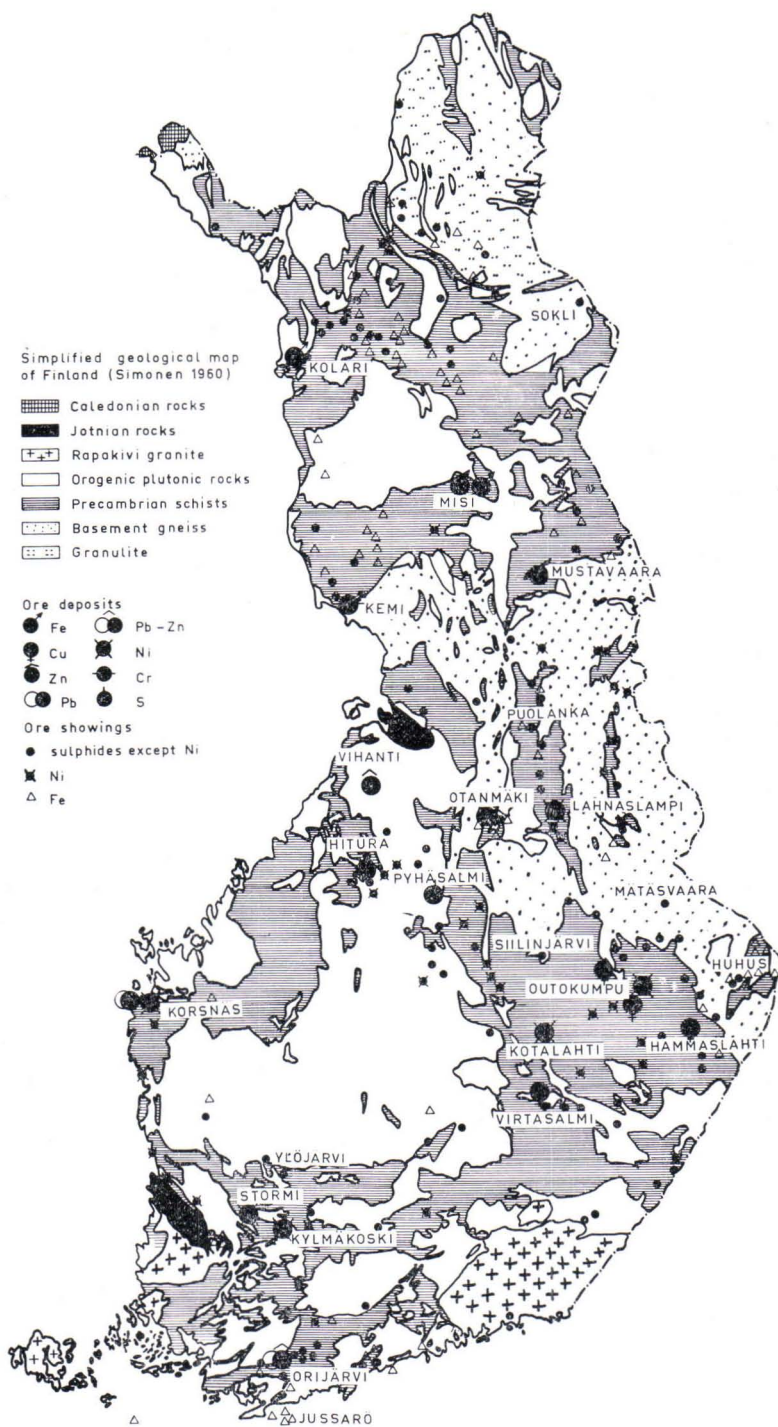 SOKLI
Simplified geological map
of Finland (Simonen 1960)
KOLARI
Caledonian rocks
Jotnian rocks
Rapakivi granite
Orogenic plutonic rocks
Precambrian schists
Basement gneiss
Granulite
MISI
MUSTAVAARA
KEMI
Ore deposits
Fe Pb-Zn
Cu Ni
Zn Cr
Pb S
Ore showings
sulphides except Ni
Ni
Fe
PUOLANKA
VIHANTI
OTANMÄKI LAHNASLAMPI
HITURA
PYHÄSALMI
MATASVAARA
SIILINJÄRVI
HUHUS
OUTOKUMPU
KORSNAS
KOTALAHTI HAMMASLAHTI
VIRTASALMI
YLÖJÄRVI
STORMI
KYLMÄKOSKI
ORIJÄRVI
JUSSARÖ